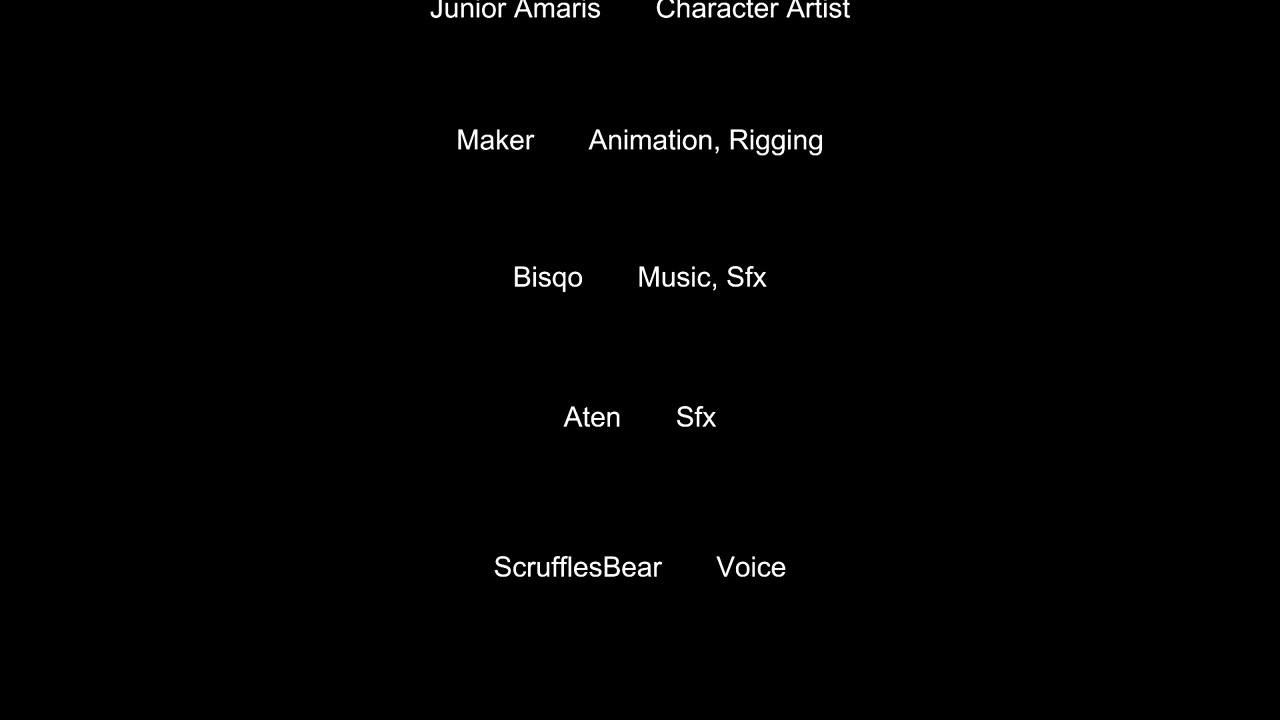 Junior Amaris Character Artist
Maker Animation, Rigging
Bisqo Music, Sfx
Aten Sfx
ScrufflesBear Voice